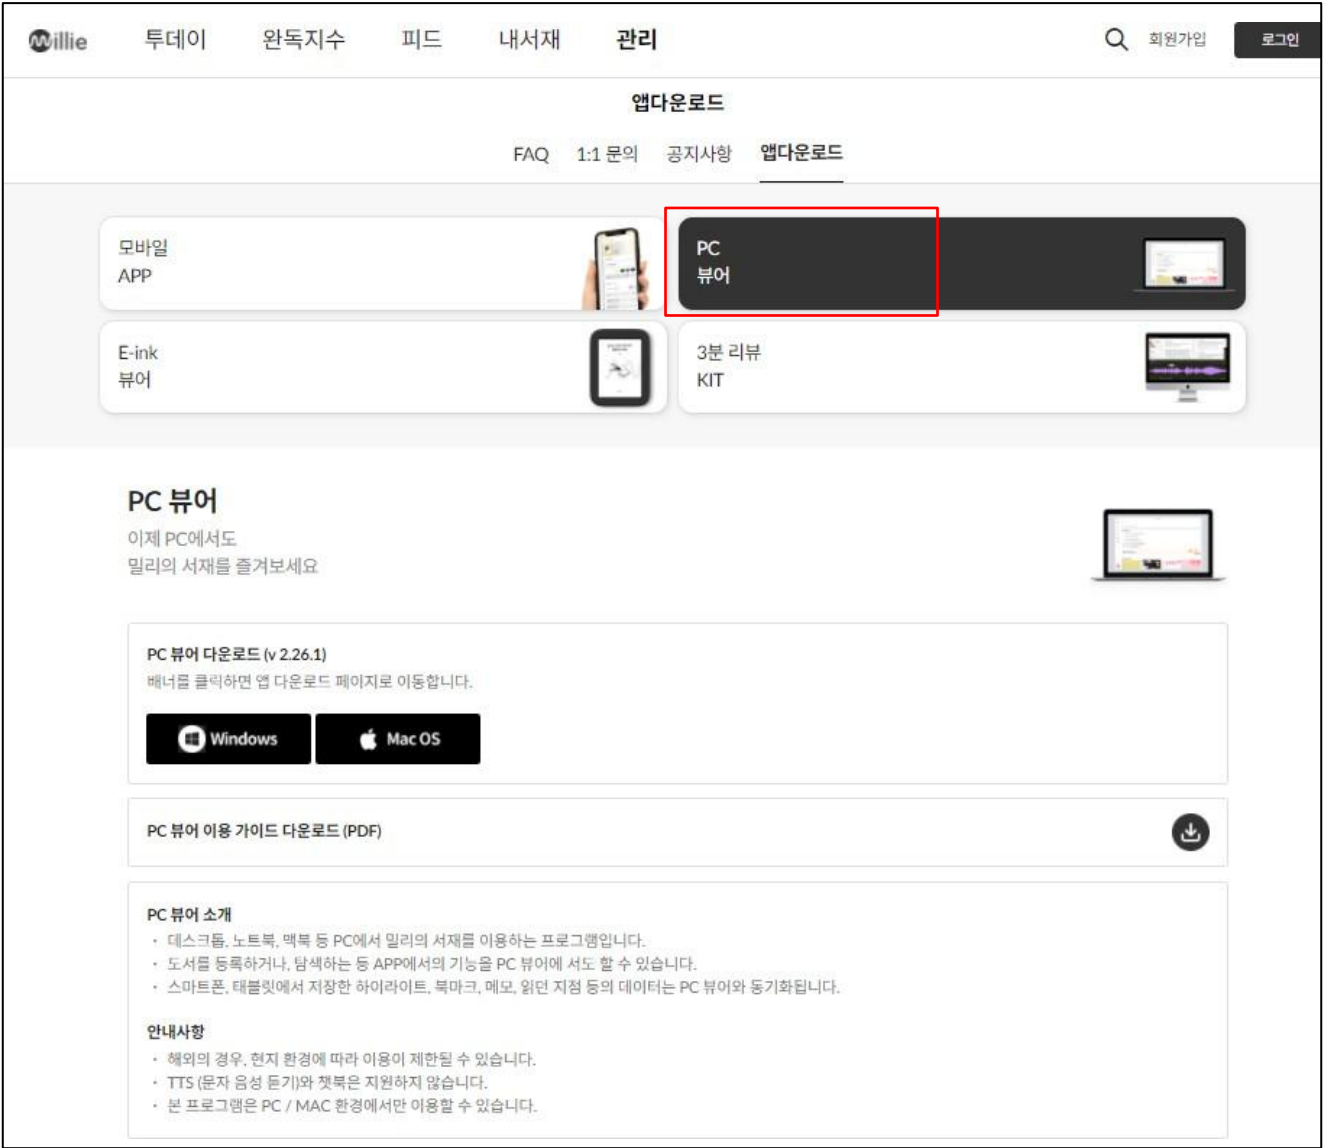 millie 투데이 완독지수 피드 내서재 관리 회원가입 로그인
앱다운로드
FAQ 1:1 문의 공지사항 앱다운로드
모바일
APP
PC
뷰어
E-ink
뷰어
3분 리뷰
KIT
PC 뷰어
이제 PC에서도
밀리의 서재를 즐겨보세요
PC 뷰어 다운로드 (v 2.26.1)
배너를 클릭하면 앱 다운로드 페이지로 이동합니다.
Windows Mac OS
PC 뷰어 이용 가이드 다운로드 (PDF)
PC 뷰어 소개
· 데스크톱, 노트북, 맥북 등 PC에서 밀리의 서재를 이용하는 프로그램입니다.
· 도서를 등록하거나, 탐색하는 등 APP에서의 기능을 PC 뷰어에 서도 할 수 있습니다.
· 스마트폰, 태블릿에서 저장한 하이라이트, 북마크, 메모, 읽던 지점 등의 데이터는 PC 뷰어와 동기화됩니다.
안내사항
· 해외의 경우, 현지 환경에 따라 이용이 제한될 수 있습니다.
· TTS (문자 음성 듣기)와 챗북은 지원하지 않습니다.
· 본 프로그램은 PC / MAC 환경에서만 이용할 수 있습니다.